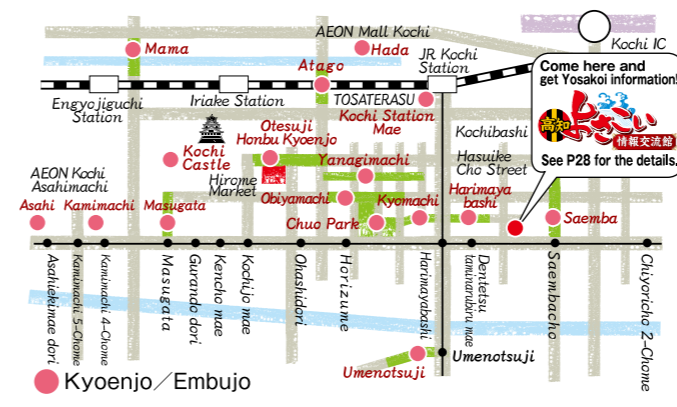 AEON Mall Kochi
Mama
Hada
Kochi IC
JR Kochi
Station
Atago
Come here and
get Yosakoi information!
高知
よさこい
情報交流館
See P28 for the details.
Engyojiguchi
Station
Iriake Station
TOSATERASU
Kochi Station
Mae
Otesuji
Honbu Kyoenjo
Kochibashi
Kochi
Castle
Yanagimachi
Hasuike
Cho Street
AEON Kochi
Asahimachi
Hirome
Market
Obiyamachi
Kyomachi
Harimaya
bashi
Asahi
Kamimachi
Masugata
Chuo Park
Saemba
Asahiekimae dori
Kamimachi 5-Chome
Kamimachi 4-Chome
Masugata
Gurando dori
Kencho mae
Kochijo mae
Ohashidori
Horizume
Harimayabashi
Dentetsu
taminarubiru mae
Saembacho
Chiyoricho 2-Chome
Umenotsuji
Umenotsuji
Kyoenjo／Embujo